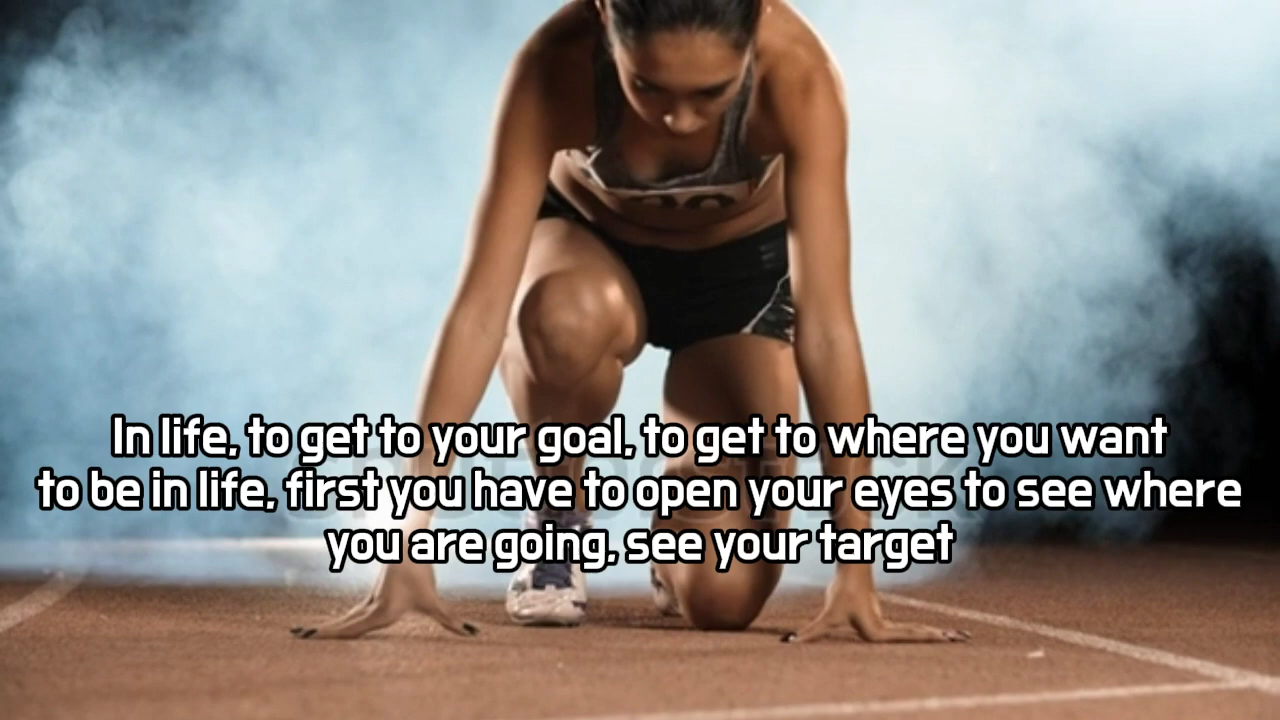 In life, to get to your goal, to get to where you want
to be in life, first you have to open your eyes to see where
you are going, see your target